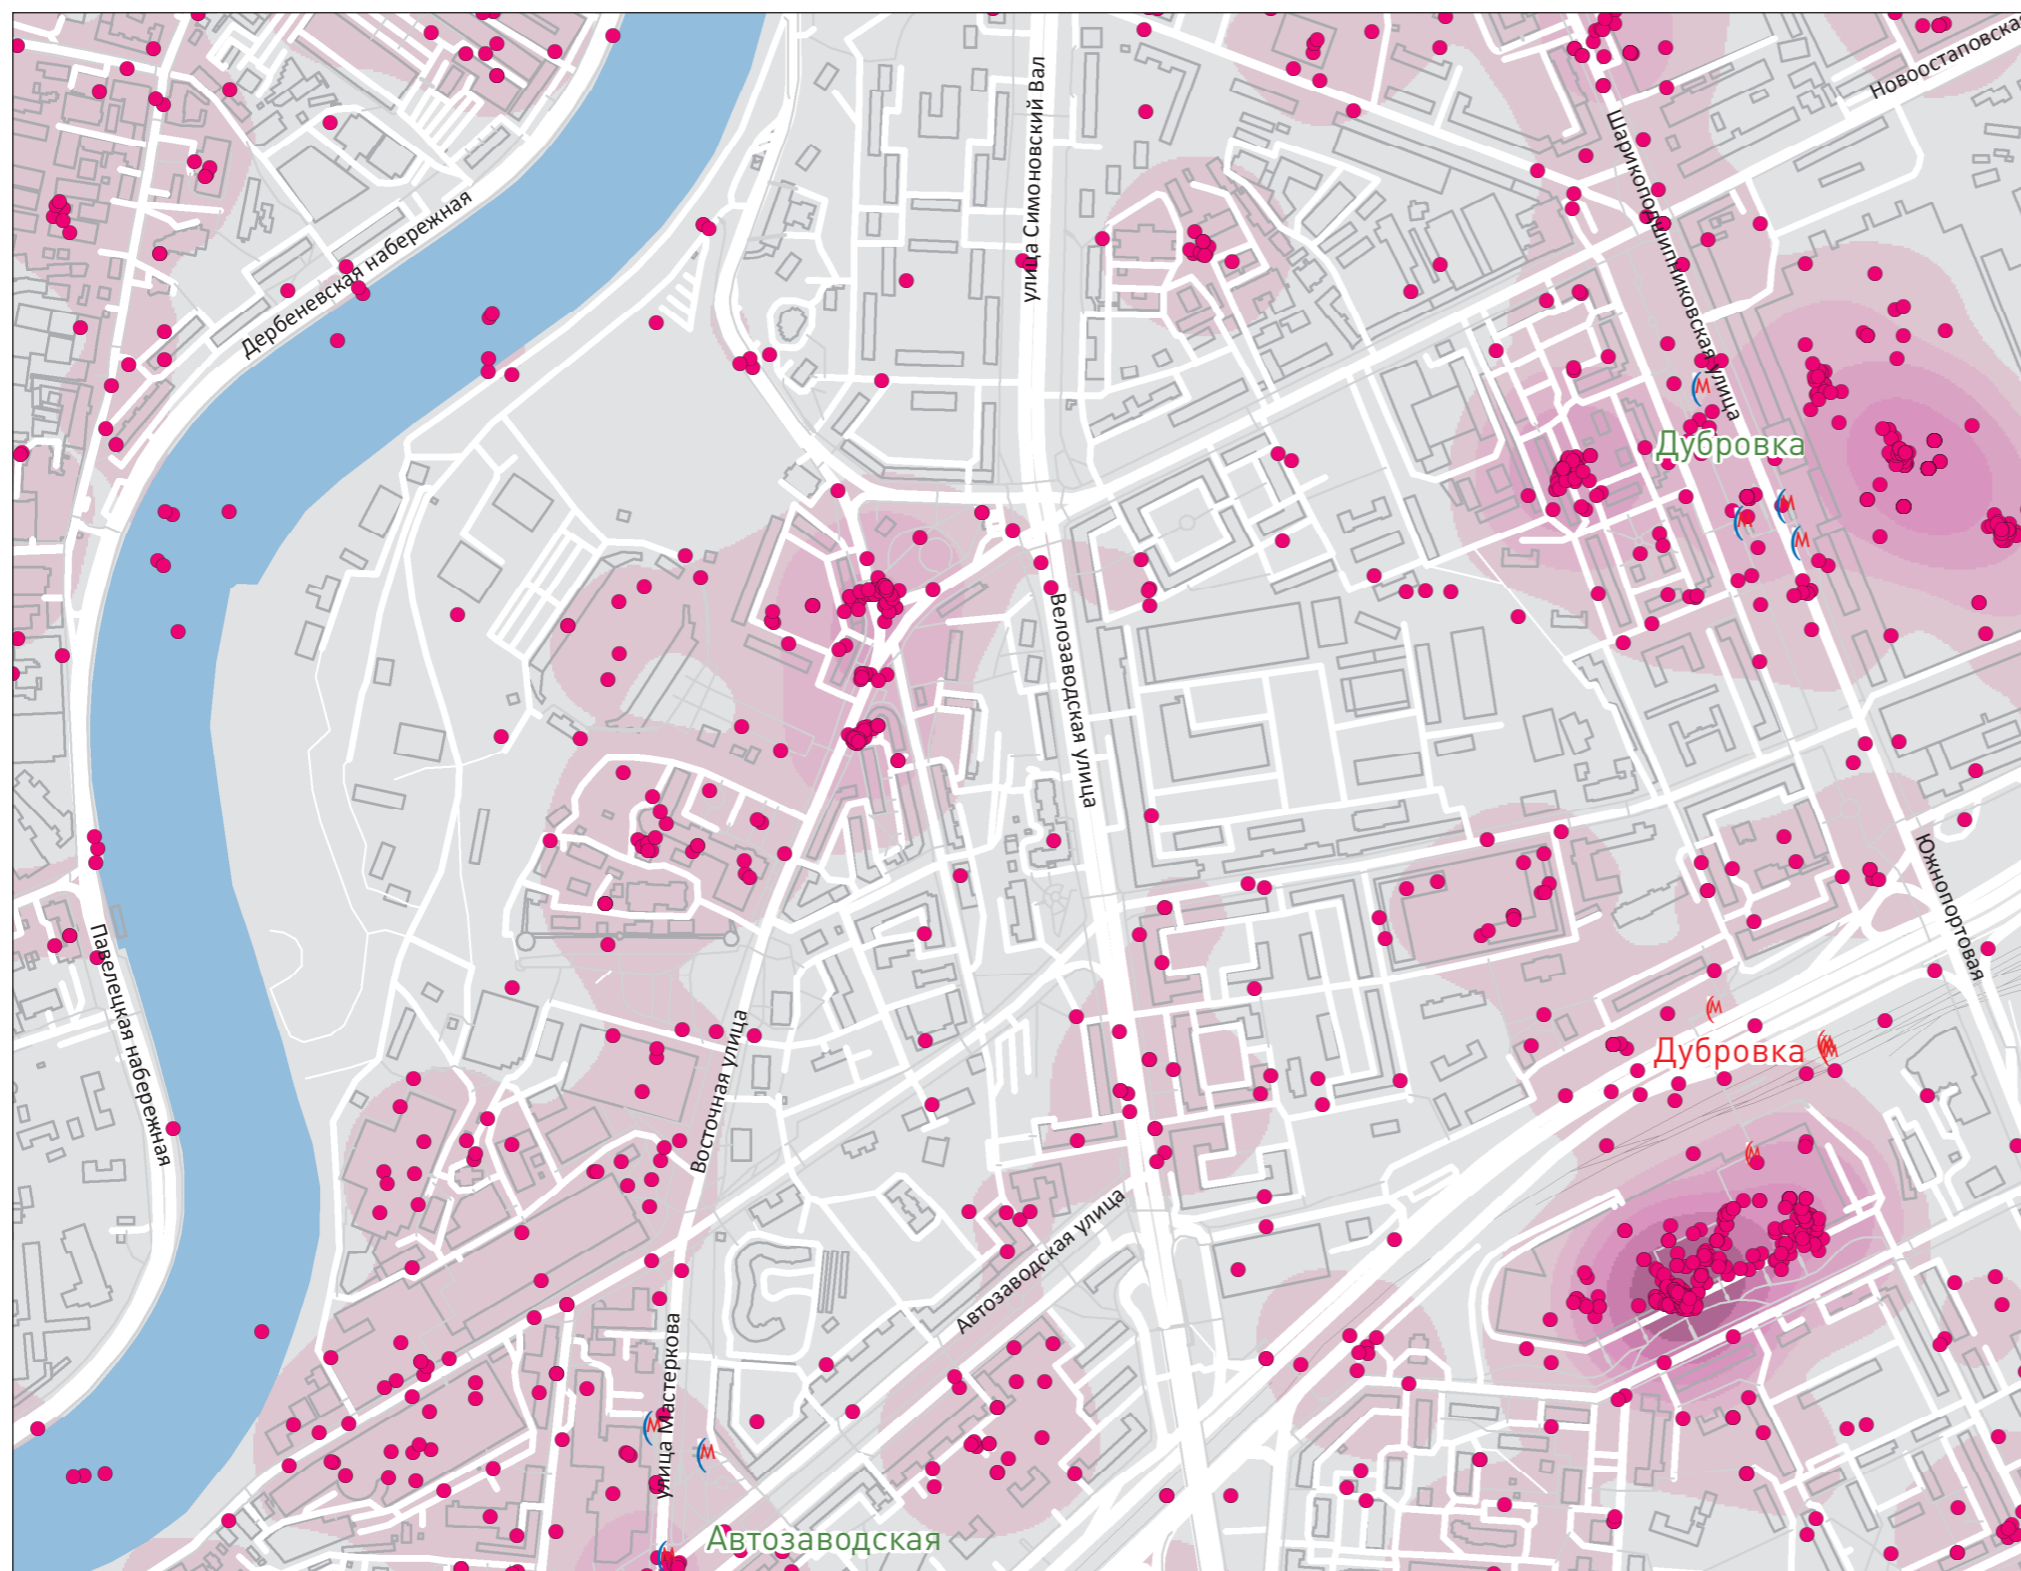 Новоостаповская
улица Симоновский Вал
Шарикоподшипниковская улица
Дербеневская набережная
М
Дубровка
М
М
М
Велозаводская улица
Южнопортовая
Павелецкая набережная
М
Дубровка
М
Восточная улица
М
Автозаводская улица
улица Мастеркова
М
М
Автозаводская
М